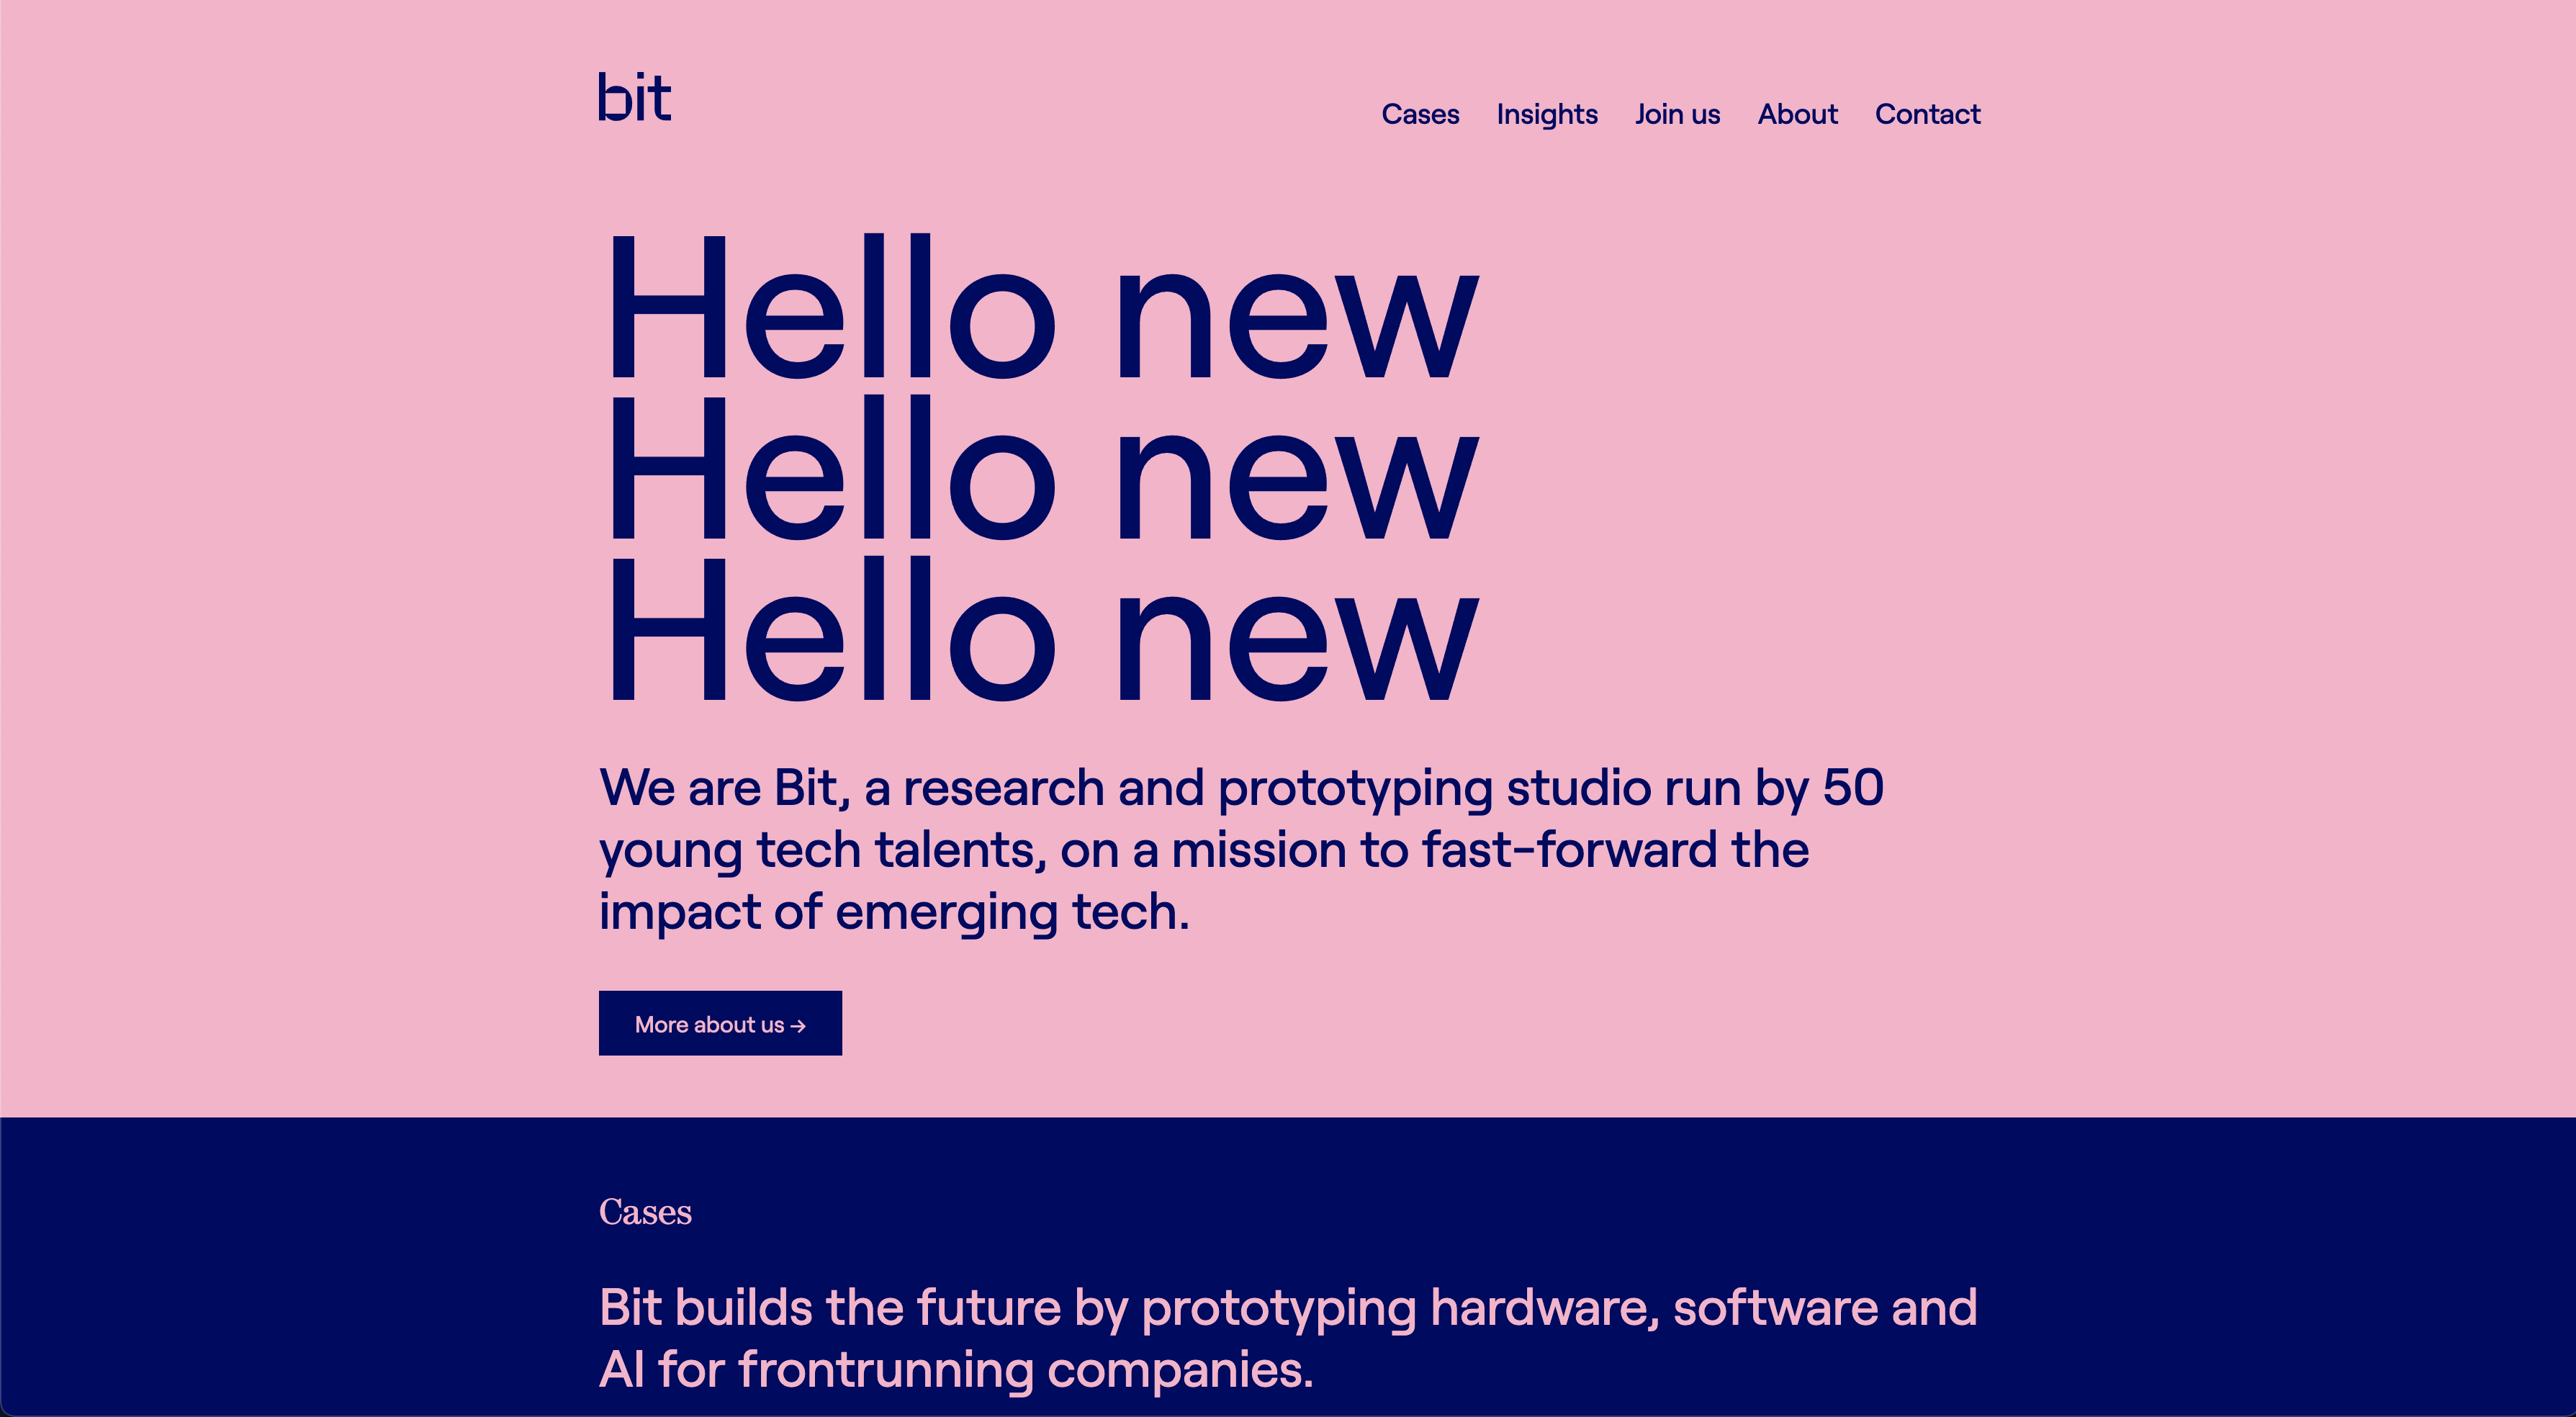 bit
Cases Insights Join us About Contact
Hello new
Hello new
Hello new
We are Bit, a research and prototyping studio run by 50
young tech talents, on a mission to fast-forward the
impact of emerging tech.
More about us →
Cases
Bit builds the future by prototyping hardware, software and
AI for frontrunning companies.